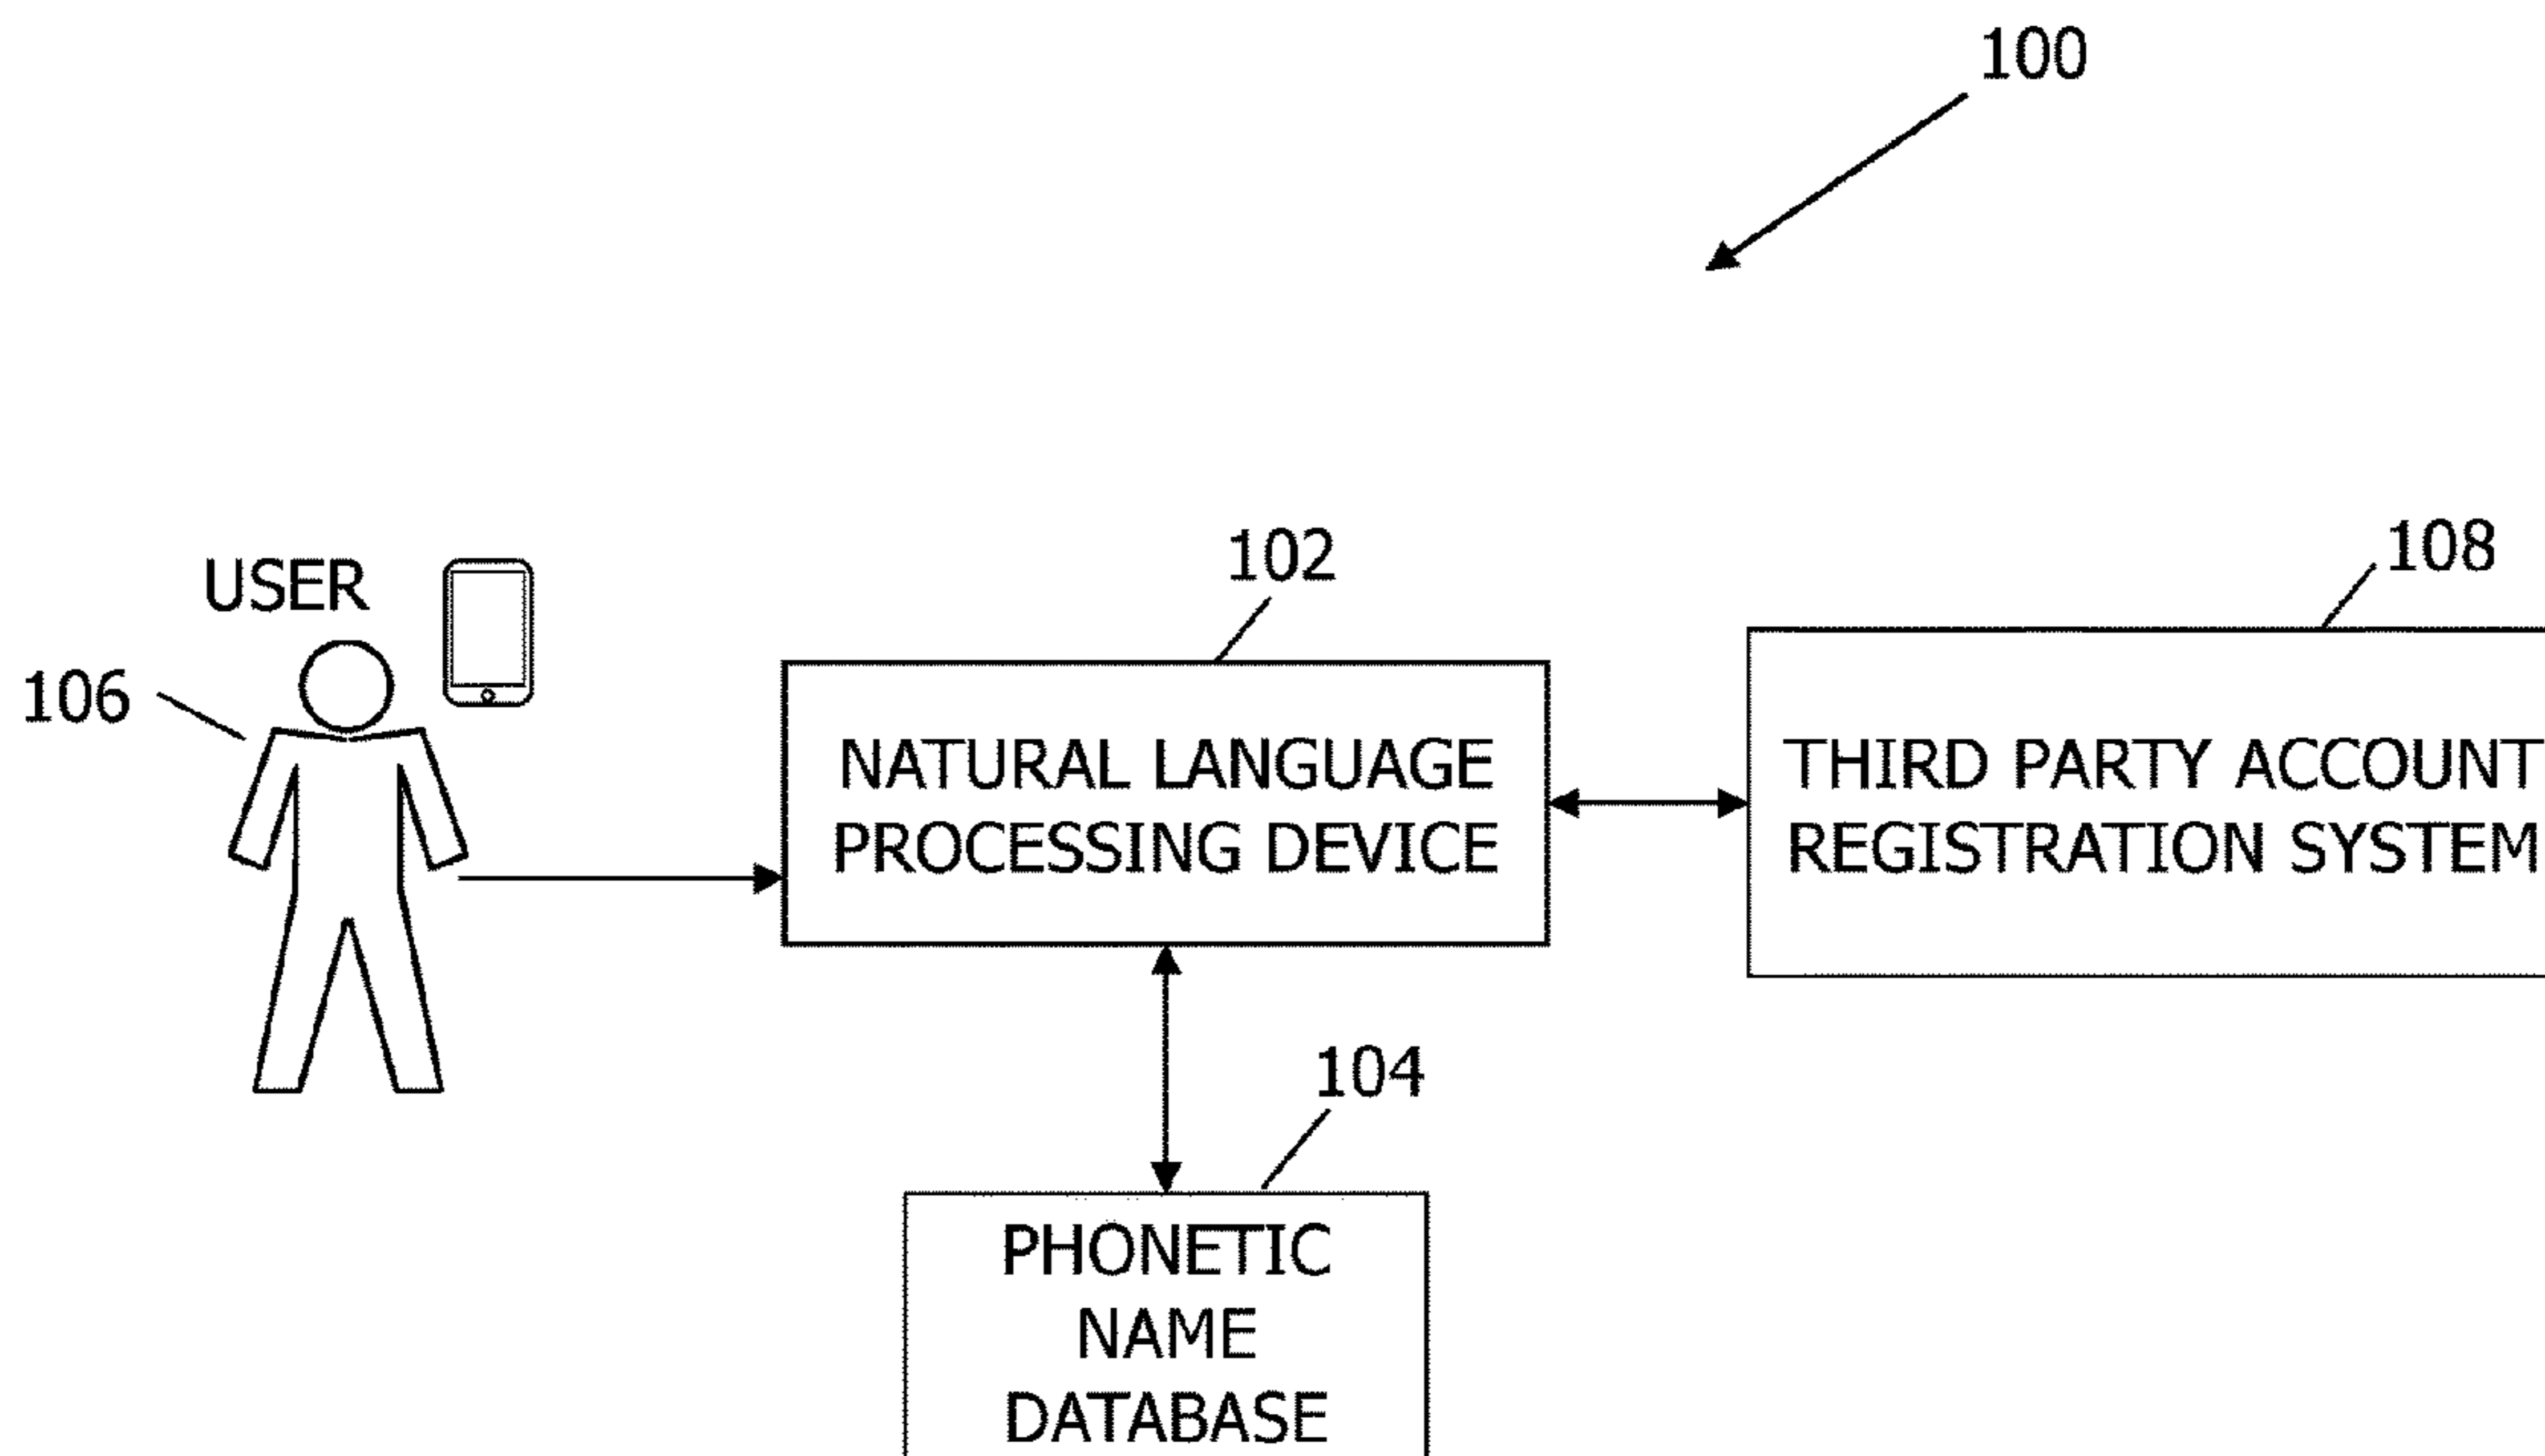 100
102
108
USER
106
NATURAL LANGUAGE
PROCESSING DEVICE
THIRD PARTY ACCOUNT
REGISTRATION SYSTEM
104
PHONETIC
NAME
DATABASE